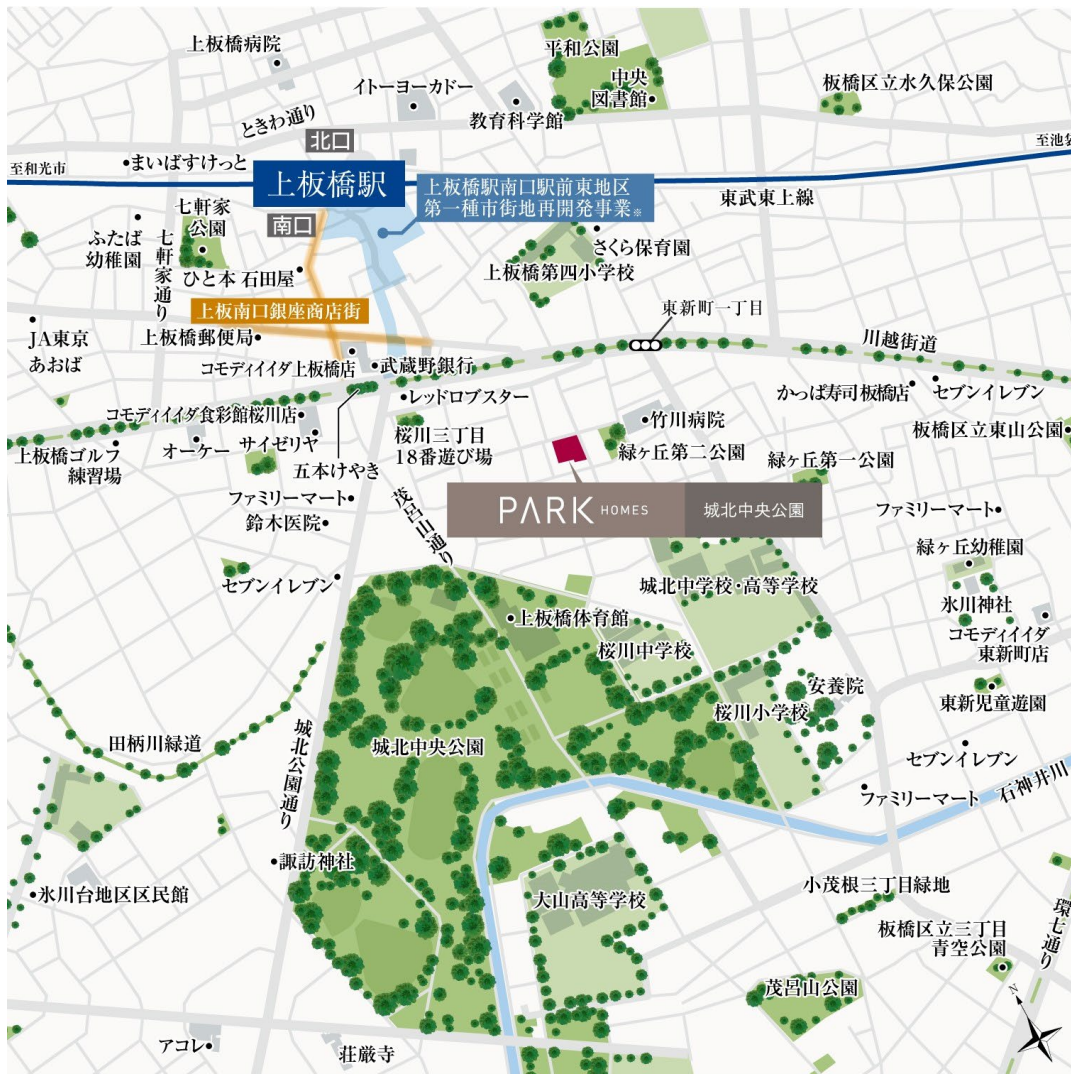 上板橋病院
平和公園
イトーヨーカドー
中央
図書館
板橋区立水久保公園
ときわ通り
教育科学館
北口
至和光市
まいばすけっと
上板橋駅
至池袋
上板橋駅南口駅前東地区
第一種市街地再開発事業※
東武東上線
七軒家
公園
南口
ふたば
幼稚園
七軒家通り
さくら保育園
ひと本 石田屋
上板橋第四小学校
上板南口銀座商店街
東新町一丁目
JA東京
あおば
上板橋郵便局
川越街道
コモディイイダ上板橋店
武蔵野銀行
レッドロブスター
かっぱ寿司板橋店
セブンイレブン
コモディイイダ食彩館桜川店
竹川病院
上板橋ゴルフ
練習場
オーケー
サイゼリヤ
桜川三丁目
18番遊び場
緑ヶ丘第二公園
板橋区立東山公園
五本けやき
緑ヶ丘第一公園
ファミリーマート
PARK HOMES
城北中央公園
ファミリーマート
鈴木医院
茂呂山通り
緑ヶ丘幼稚園
セブンイレブン
城北中学校・高等学校
氷川神社
上板橋体育館
コモディイイダ
東新町店
桜川中学校
安養院
東新児童遊園
桜川小学校
田柄川緑道
城北公園通り
城北中央公園
セブンイレブン
ファミリーマート
石神井川
諏訪神社
氷川台地区区民館
大山高等学校
小茂根三丁目緑地
環七通り
板橋区立三丁目
青空公園
茂呂山公園
N
アコレ
荘厳寺